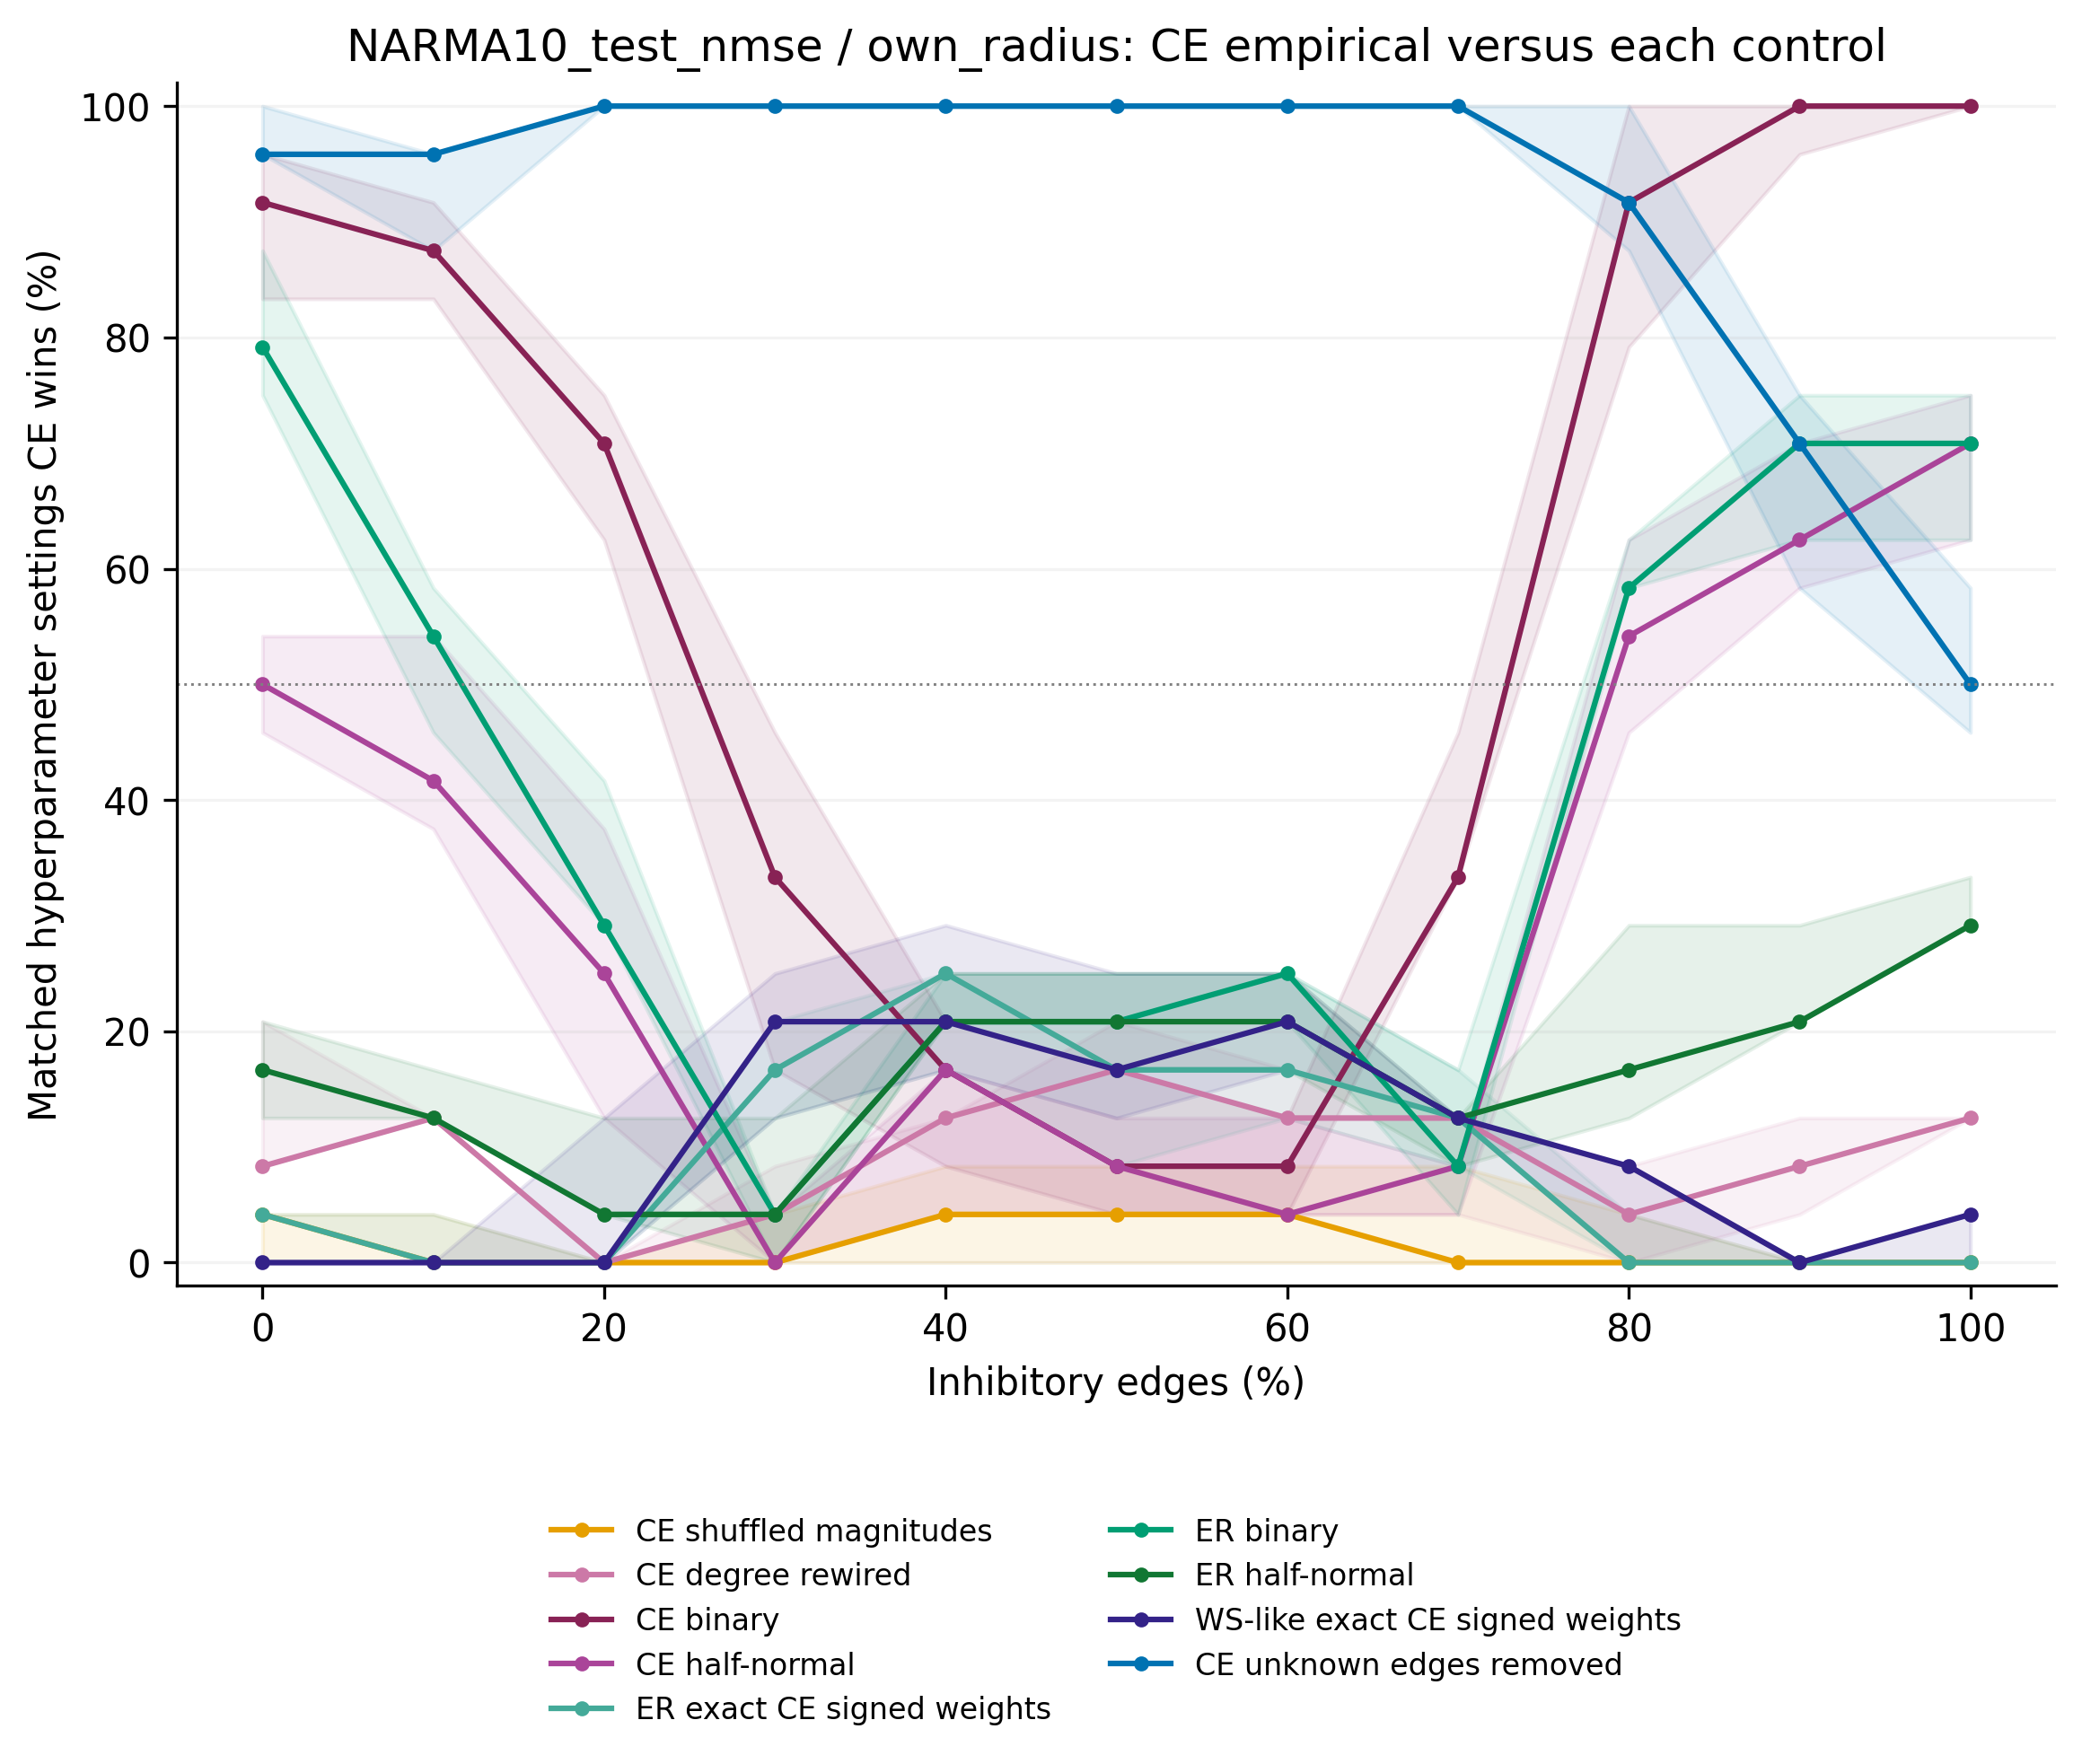 NARMA10_test_nmse / own_radius: CE empirical versus each control
Matched hyperparameter settings CE wins (%)
100
80
60
40
20
0
0
20
40
60
80
100
Inhibitory edges (%)
CE shuffled magnitudes
CE degree rewired
CE binary
CE half-normal
ER exact CE signed weights
ER binary
ER half-normal
WS-like exact CE signed weights
CE unknown edges removed